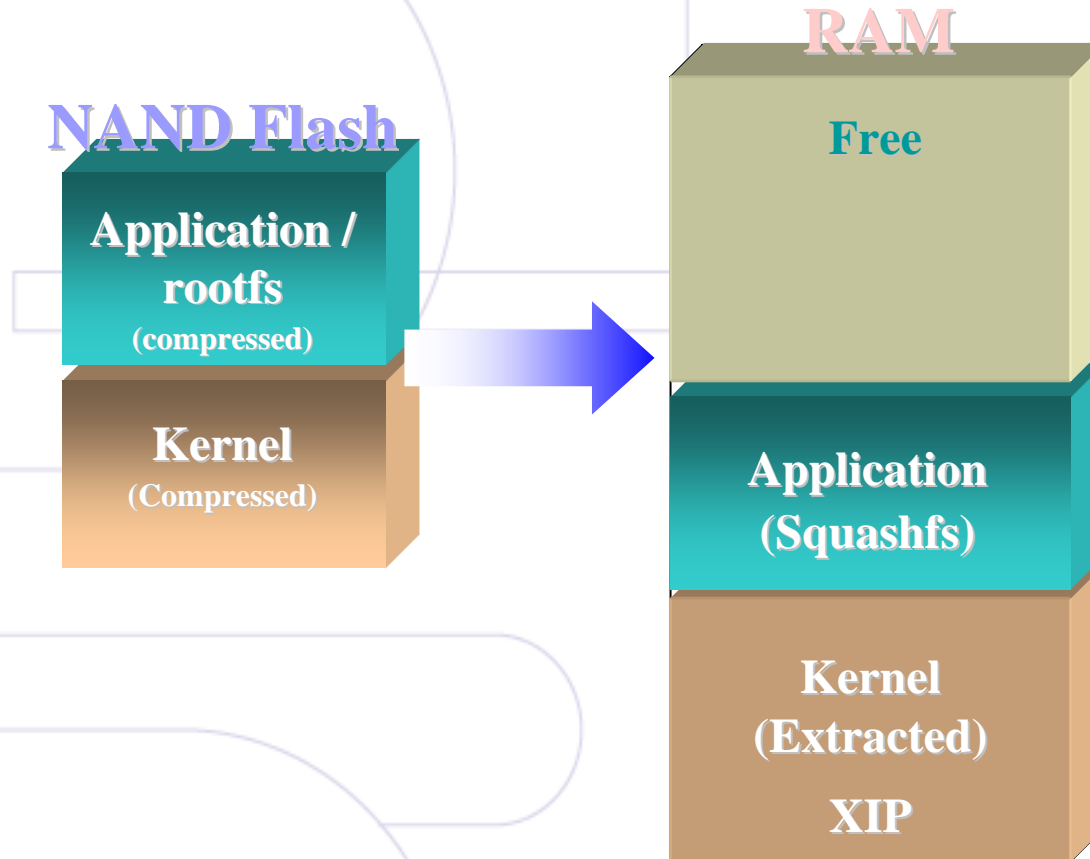 NAND Flash
Application /
rootfs
(compressed)
Kernel
(Compressed)
RAM
Free
Application
(Squashfs)
Kernel
(Extracted)
XIP